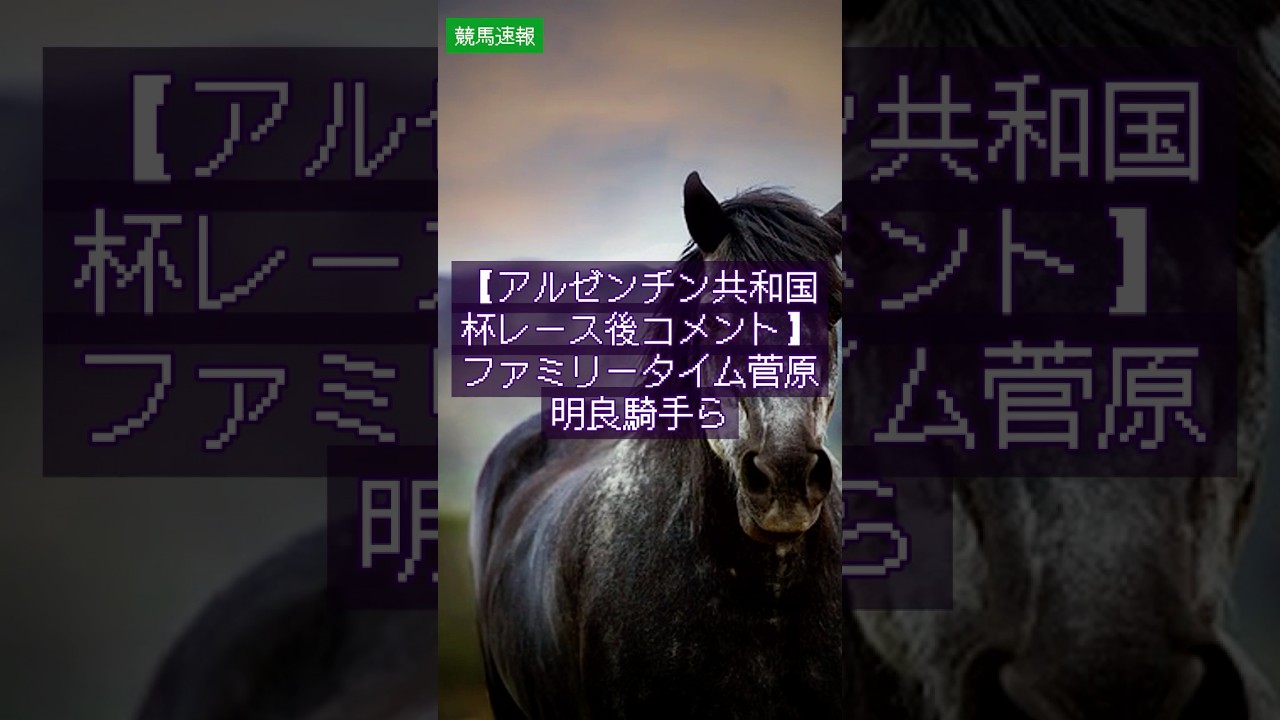 競馬速報
【アルゼンチン共和国
杯レース後コメント】
ファミリータイム菅原
明良騎手ら